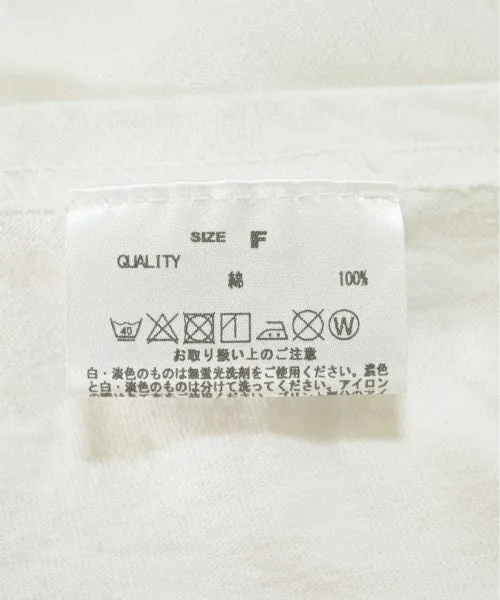 SIZE F
QUALITY
綿 100%
40 W
お取り扱い上のご注意
白・淡色のものは無蛍光洗剤をご使用ください。濃色
と白・淡色のものは分けて洗ってください。アイロン